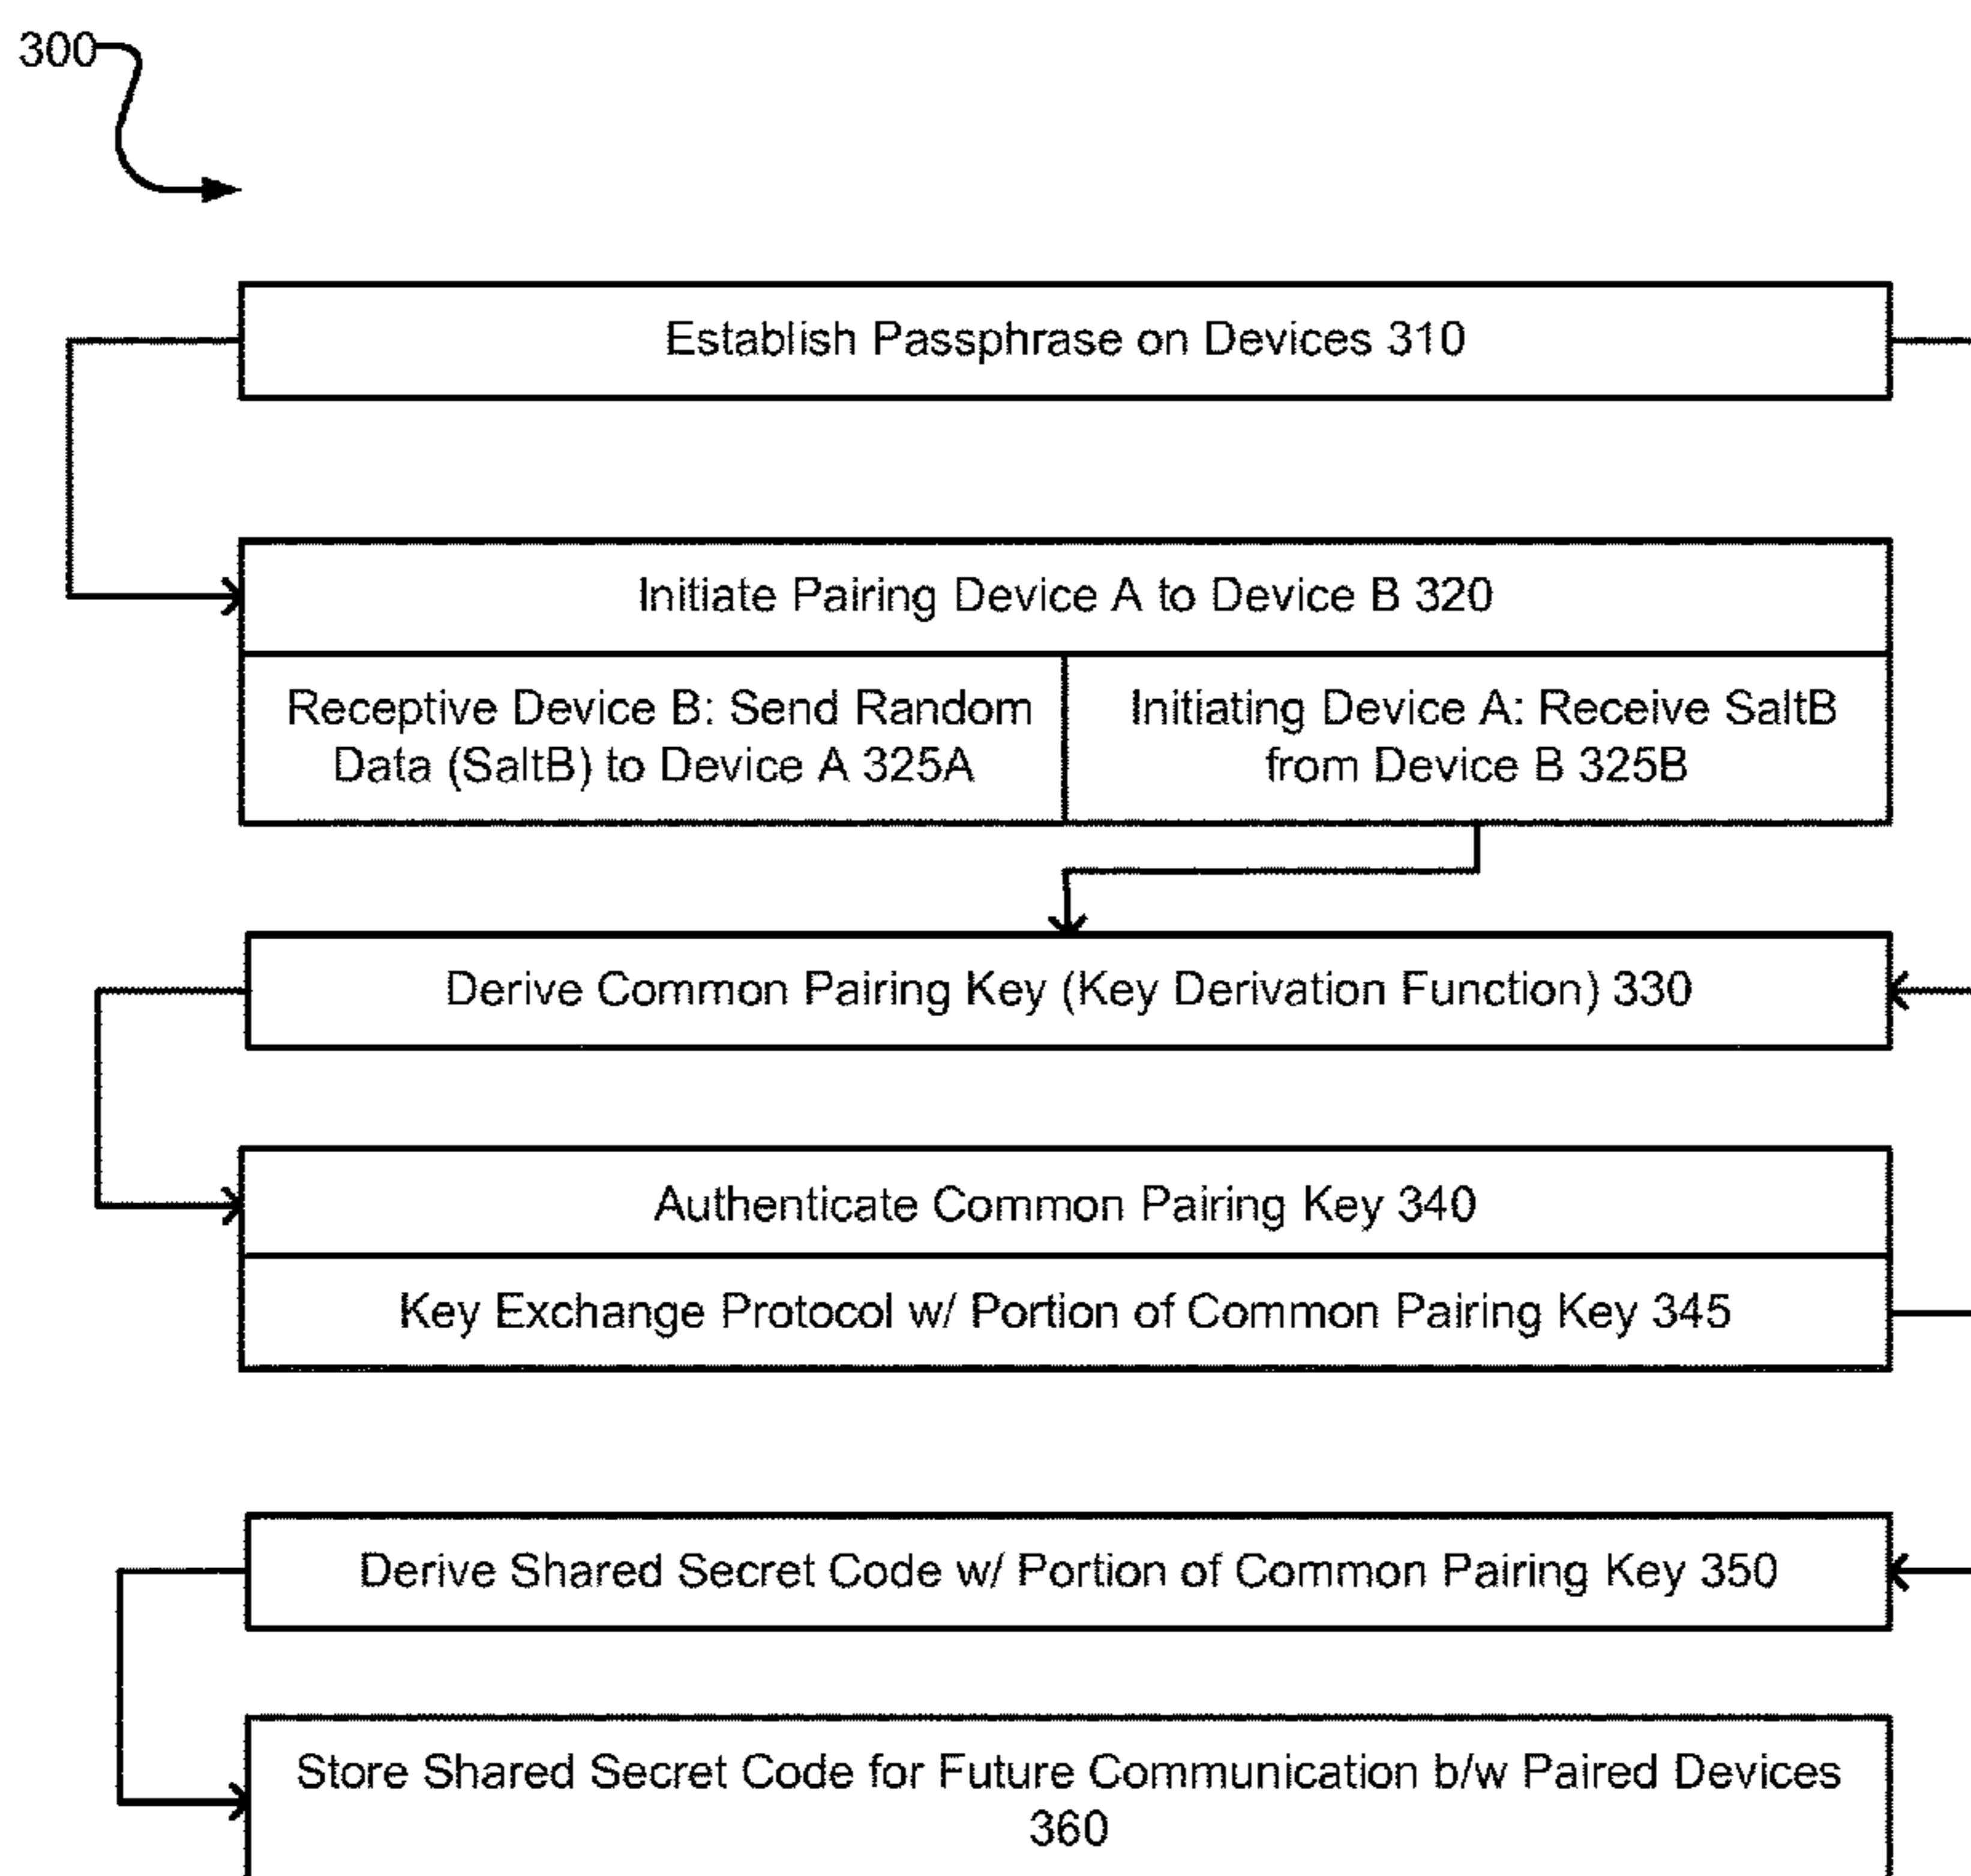 300
Establish Passphrase on Devices 310
Initiate Pairing Device A to Device B 320
Receptive Device B: Send Random
Data (SaltB) to Device A 325A
Initiating Device A: Receive SaltB
from Device B 325B
Derive Common Pairing Key (Key Derivation Function) 330
Authenticate Common Pairing Key 340
Key Exchange Protocol w/ Portion of Common Pairing Key 345
Derive Shared Secret Code w/ Portion of Common Pairing Key 350
Store Shared Secret Code for Future Communication b/w Paired Devices
360